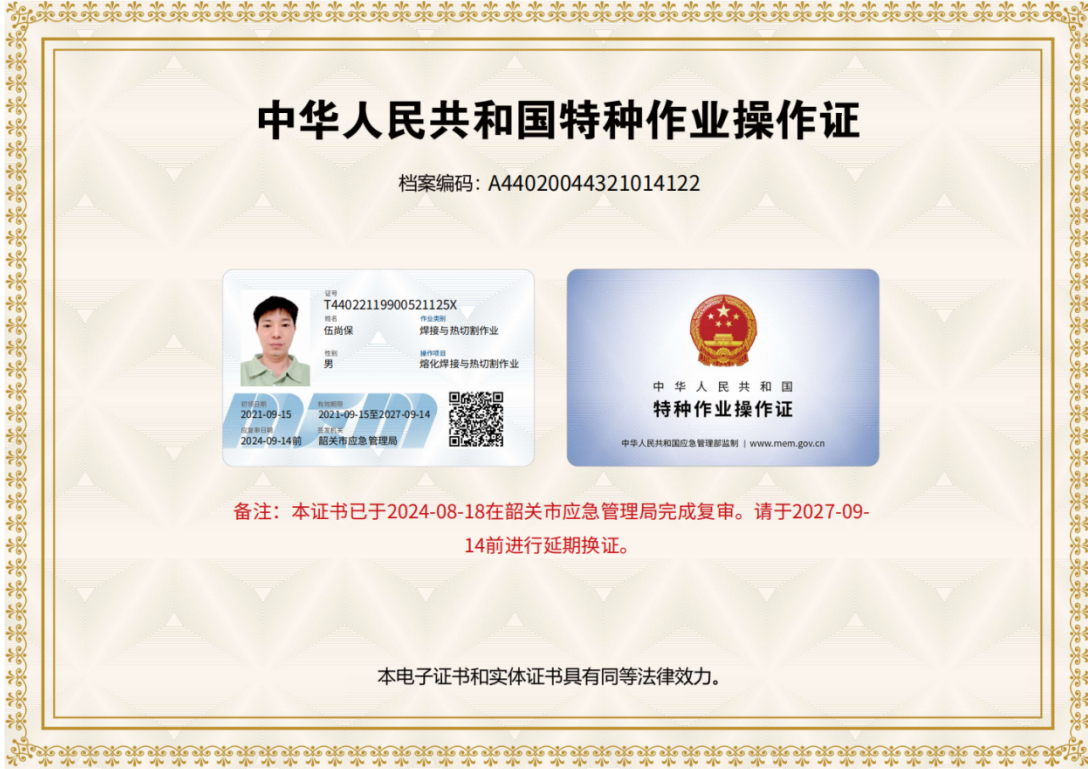 中华人民共和国特种作业操作证
档案编码：A44020044321014122
证号
T44022119900521125X
姓名
伍尚保
作业类别
焊接与热切割作业
性别
男
操作项目
熔化焊接与热切割作业
初领日期
2021-09-15
有效期限
2021-09-15至2027-09-14
应复审日期
2024-09-14前
签发机关
韶关市应急管理局
中华人民共和国
特种作业操作证
中华人民共和国应急管理部监制 | www.mem.gov.cn
备注：本证书已于2024-08-18在韶关市应急管理局完成复审。请于2027-09-
14前进行延期换证。
本电子证书和实体证书具有同等法律效力。